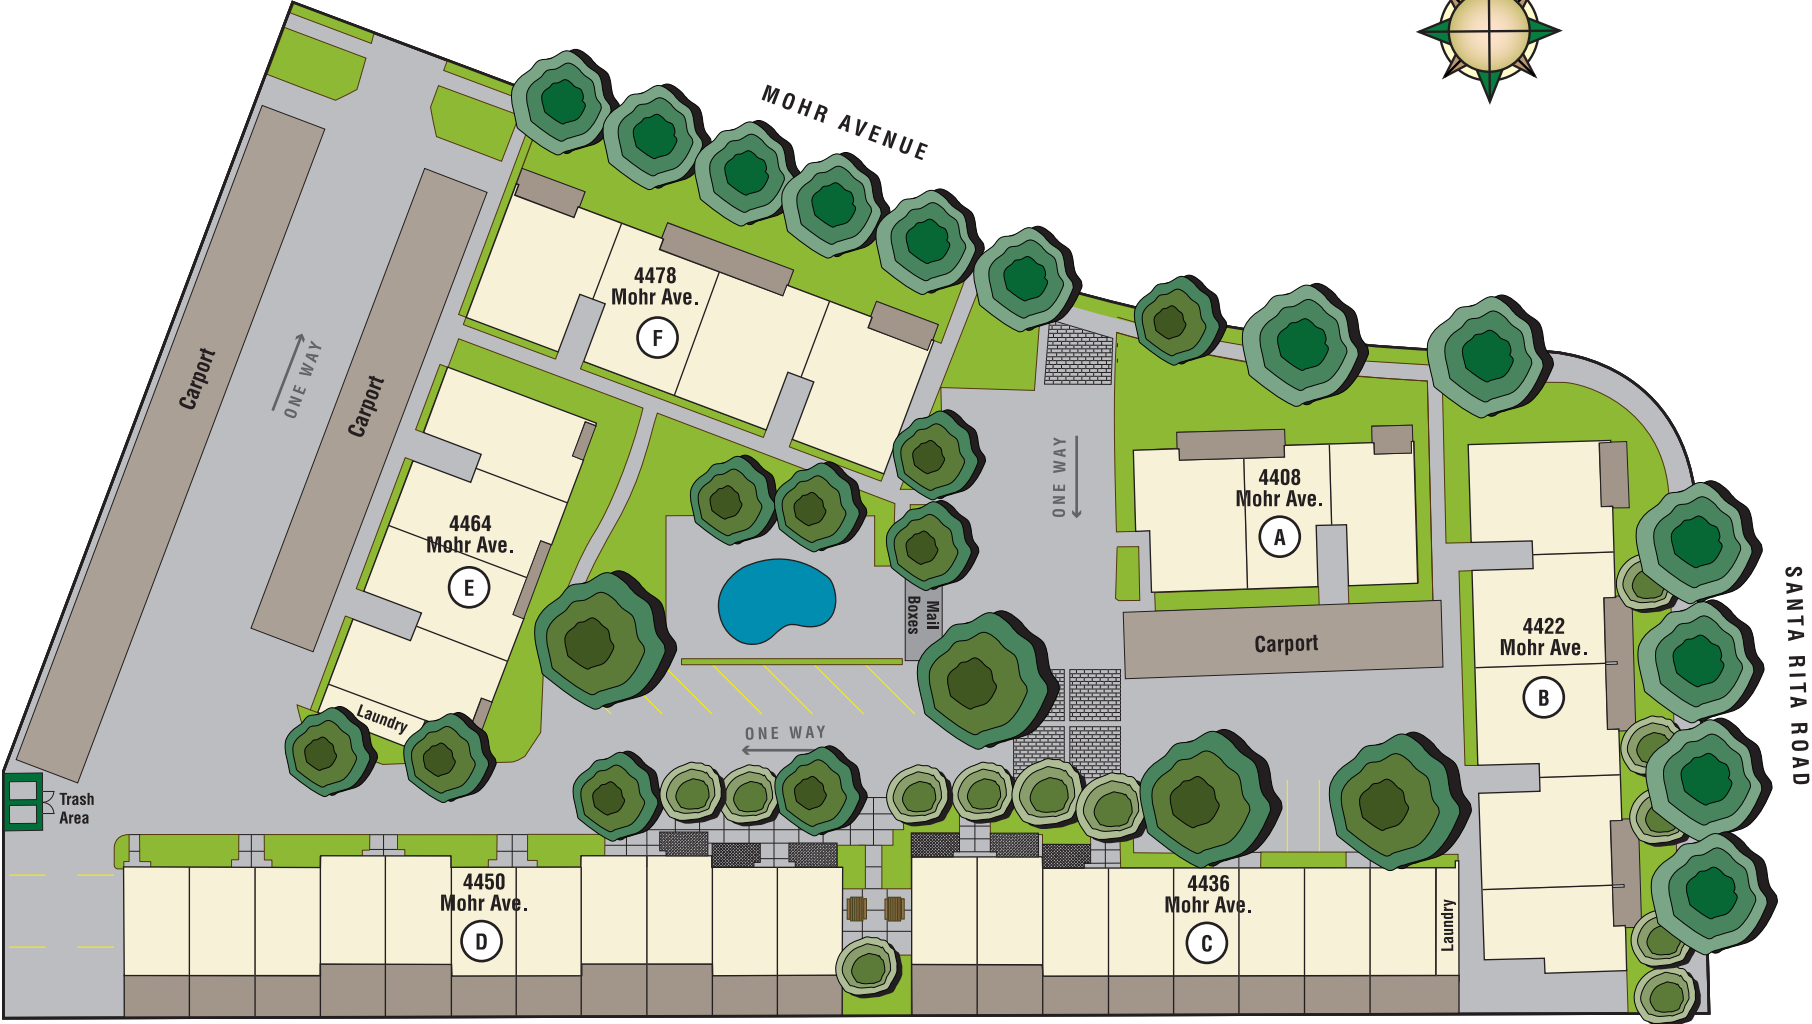 MOHR AVENUE
4478
Mohr Ave.
F
Carport
ONE WAY
Carport
4464
Mohr Ave.
E
Laundry
ONE WAY
4408
Mohr Ave.
A
Carport
Mail
Boxes
4422
Mohr Ave.
B
SANTA RITA ROAD
ONE WAY
Trash
Area
4450
Mohr Ave.
D
4436
Mohr Ave.
C
Laundry